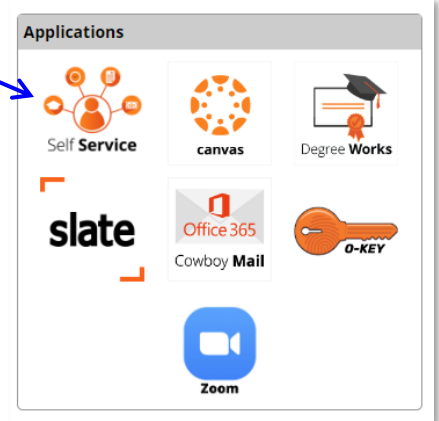 Applications
Self Service
canvas
Degree Works
slate
Office 365
Cowboy Mail
O-KEY
Zoom